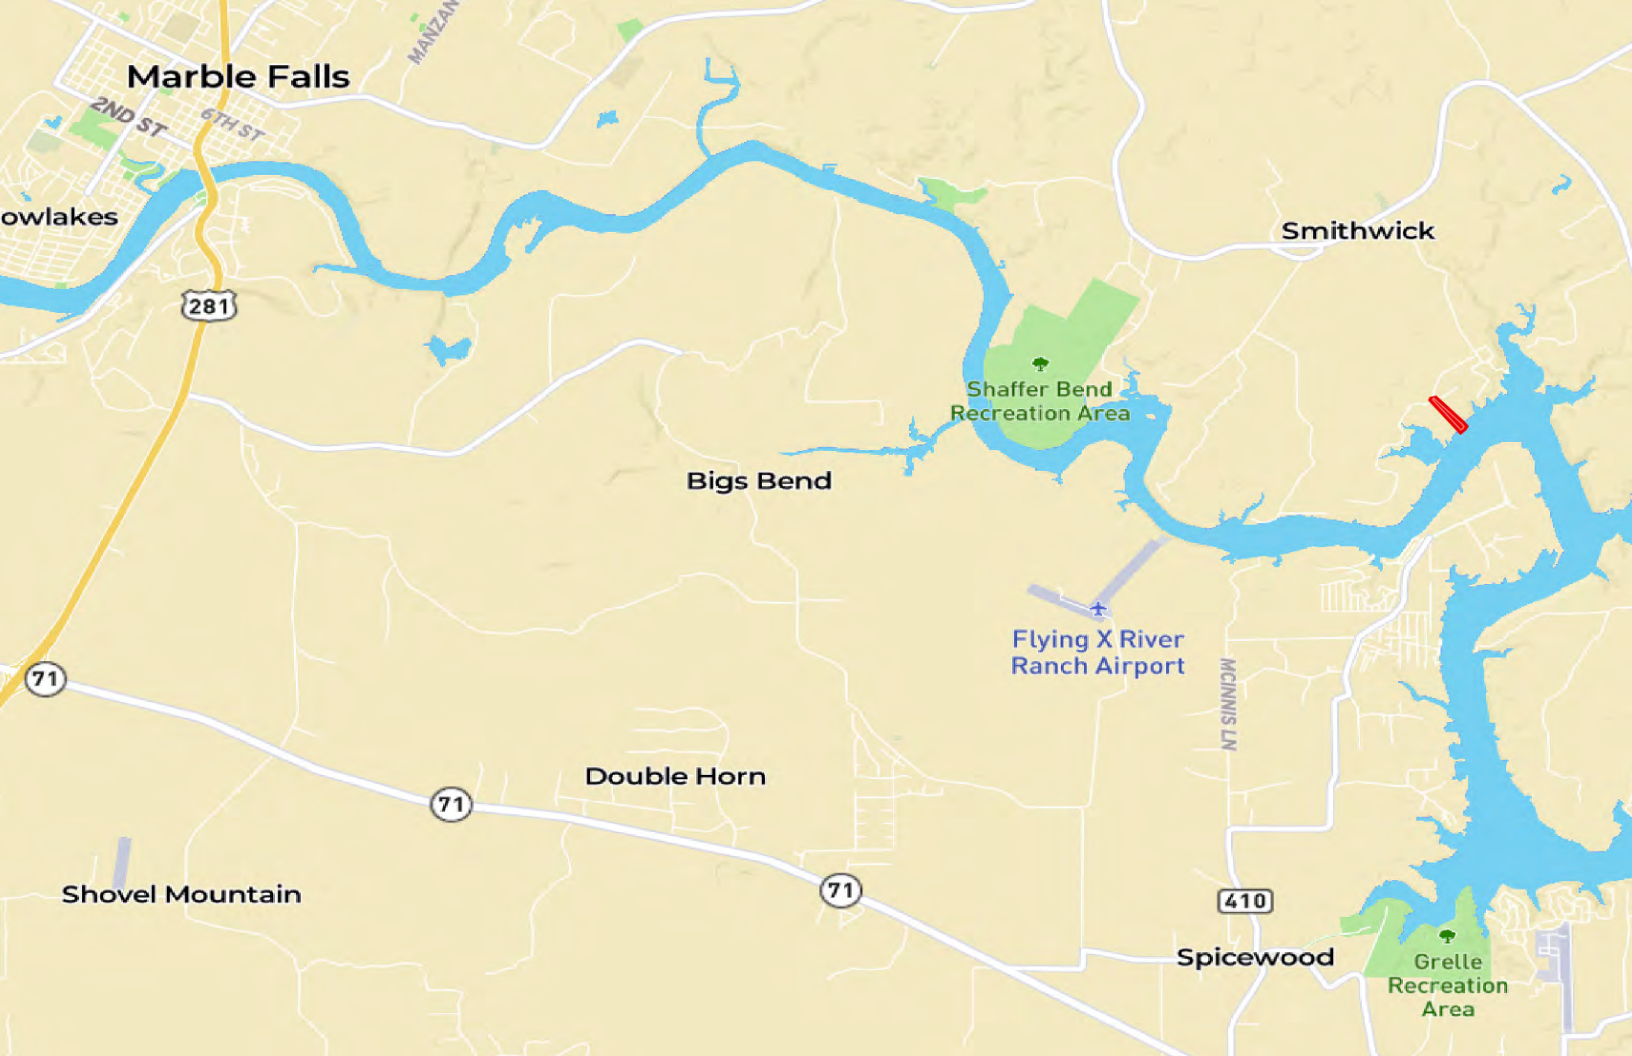 MANZAN
Marble Falls
2ND ST
6TH ST
owlakes
Smithwick
281
Shaffer Bend
Recreation Area
Bigs Bend
Flying X River
Ranch Airport
71
MCINNIS LN
Double Horn
71
Shovel Mountain
71
410
Spicewood
Grelle
Recreation
Area